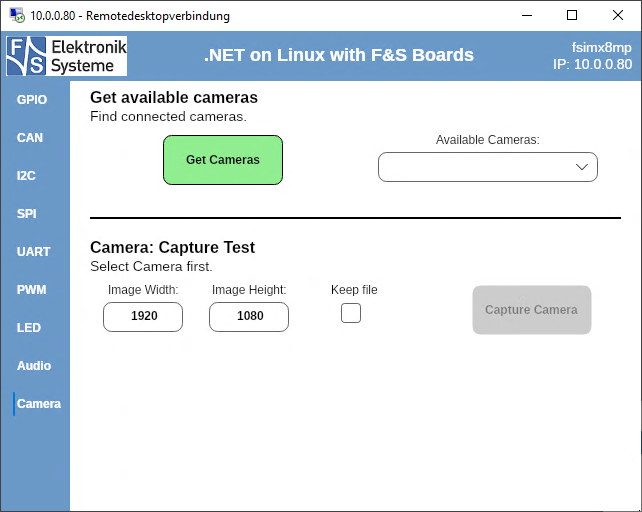 10.0.0.80 - Remotedesktopverbindung
F&S Elektronik
Systeme
.NET on Linux with F&S Boards
fsimx8mp
IP: 10.0.0.80
GPIO
CAN
I2C
SPI
UART
PWM
LED
Audio
Camera
Get available cameras
Find connected cameras.
Get Cameras
Available Cameras:
Camera: Capture Test
Select Camera first.
Image Width:
Image Height:
Keep file
1920
1080
Capture Camera